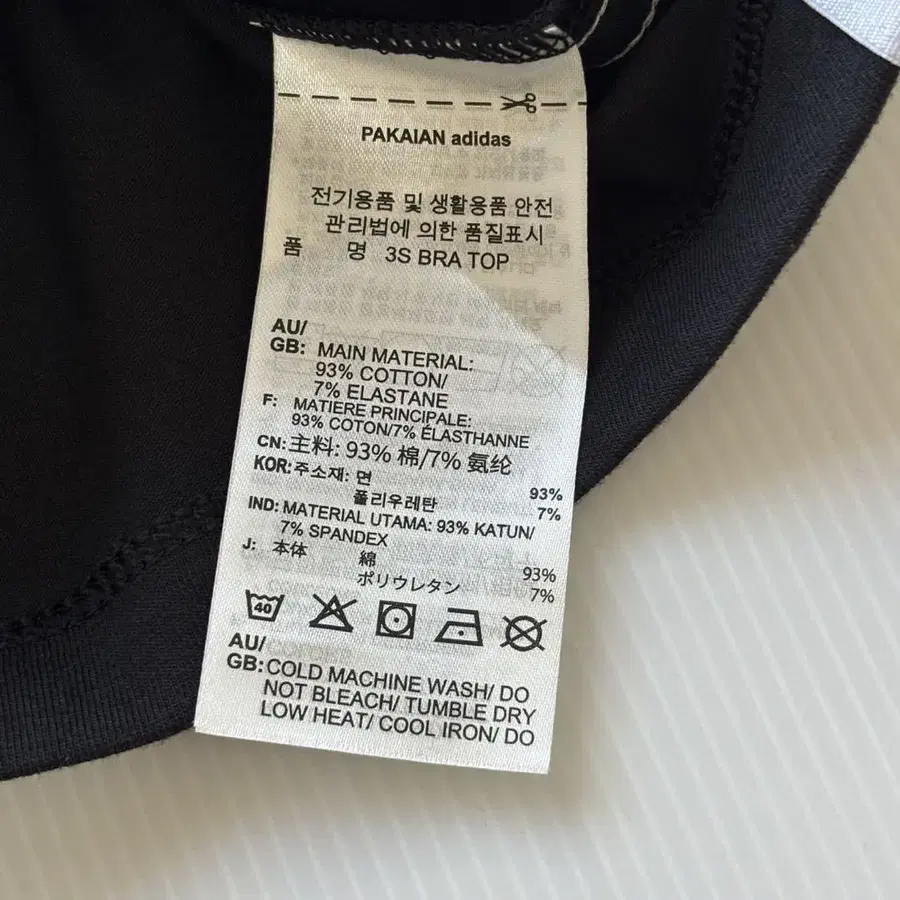 PAKAIAN adidas
전기용품 및 생활용품 안전
관리법에 의한 품질표시
품 명 3S BRA TOP
AU/
GB: MAIN MATERIAL:
93% COTTON/
7% ELASTANE
F: MATIERE PRINCIPALE:
93% COTON/7% ÉLASTHANNE
CN: 主料: 93% 棉/7% 氨纶
KOR: 주소재: 면 93%
폴리우레탄 7%
IND: MATERIAL UTAMA: 93% KATUN/
7% SPANDEX
J: 本体 綿 93%
ポリウレタン 7%
40
AU/
GB: COLD MACHINE WASH/ DO
NOT BLEACH/ TUMBLE DRY
LOW HEAT/ COOL IRON/ DO